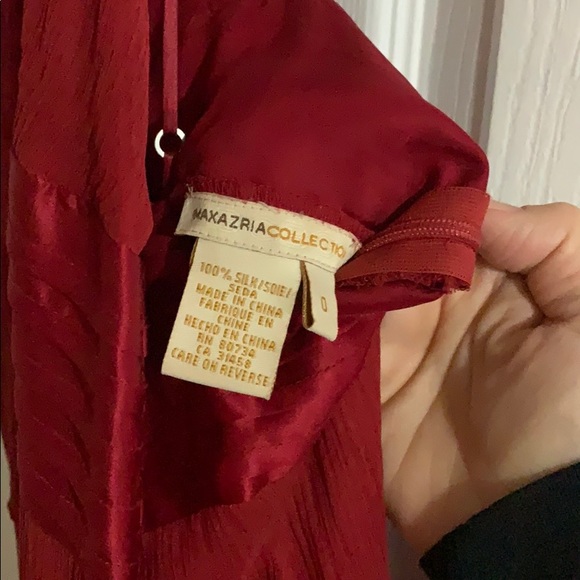 MAXAZRIACOLLECTIO
0
100% SILK/SOIE/
SEDA
MADE IN CHINA
FABRIQUE EN
CHINE
HECHO EN CHINA
RN 80734
CA 31458
CARE ON REVERSE